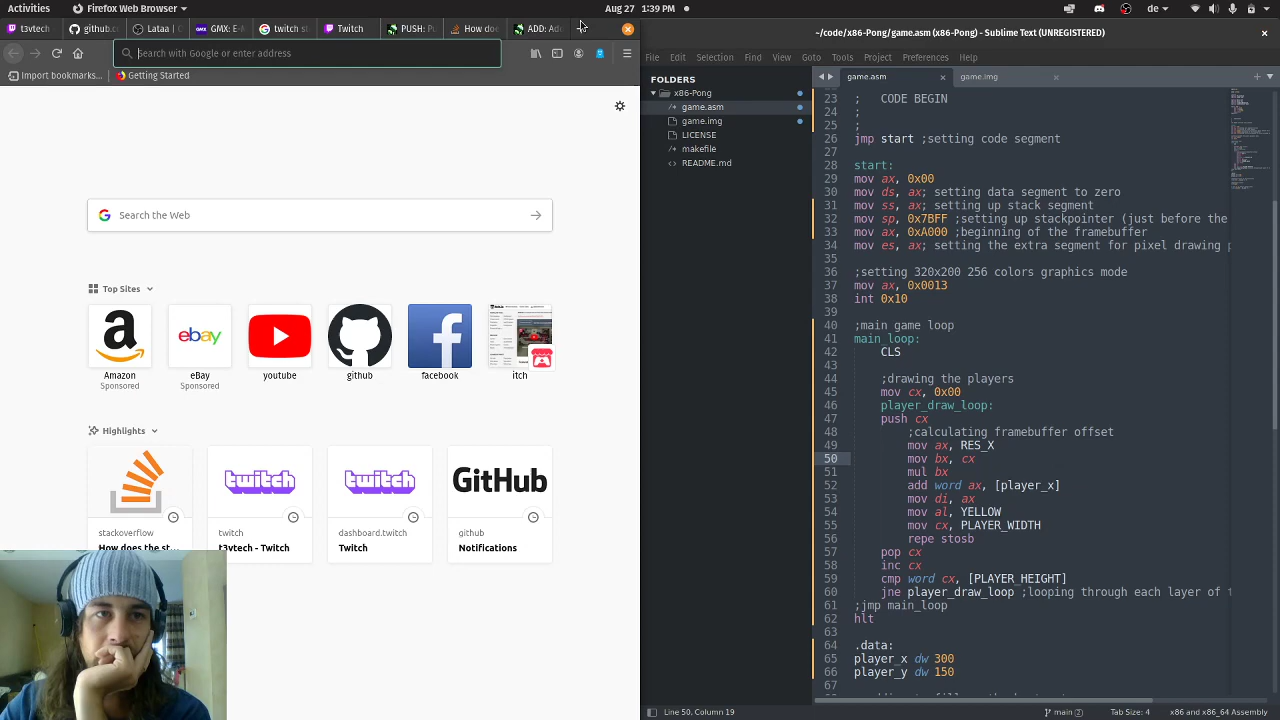 Activities
Firefox Web Browser
Aug 27 1:39 PM
de
t3vtech
github.c
Lataa
GMX: E-
twitch s
Twitch
PUSH: P
How doe
ADD: Ad
Search with Google or enter address
Import bookmarks...
Getting Started
Search the Web
Top Sites
Amazon
Sponsored
ebay
eBay
Sponsored
youtube
github
facebook
itch
Highlights
stackoverflow
How does the st...
twitch
twitch
t3vtech - Twitch
twitch
dashboard.twitch
Twitch
GitHub
github
Notifications
~/code/x86-Pong/game.asm (x86-Pong) - Sublime Text (UNREGISTERED)
File Edit Selection Find View Goto Tools Project Preferences Help
FOLDERS
x86-Pong
game.asm
game.img
LICENSE
makefile
README.md
game.asm
game.img
23 ; CODE BEGIN
24 ;
25 ;
26 jmp start ;setting code segment
27
28 start:
29 mov ax, 0x00
30 mov ds, ax; setting data segment to zero
31 mov ss, ax; setting up stack segment
32 mov sp, 0x7BFF ;setting up stackpointer (just before the
33 mov ax, 0xA000 ;beginning of the framebuffer
34 mov es, ax; setting the extra segment for pixel drawing p
35
36 ;setting 320x200 256 colors graphics mode
37 mov ax, 0x0013
38 int 0x10
39
40 ;main game loop
41 main_loop:
42 CLS
43
44 ;drawing the players
45 mov cx, 0x00
46 player_draw_loop:
47 push cx
48 ;calculating framebuffer offset
49 mov ax, RES_X
50 mov bx, cx
51 mul bx
52 add word ax, [player_x]
53 mov di, ax
54 mov al, YELLOW
55 mov cx, PLAYER_WIDTH
56 repe stosb
57 pop cx
58 inc cx
59 cmp word cx, [PLAYER_HEIGHT]
60 jne player_draw_loop ;looping through each layer of t
61 ;jmp main_loop
62 hlt
63
64 .data:
65 player_x dw 300
66 player_y dw 150
67
Line 50, Column 19
main (2)
Tab Size: 4
x86 and x86_64 Assembly